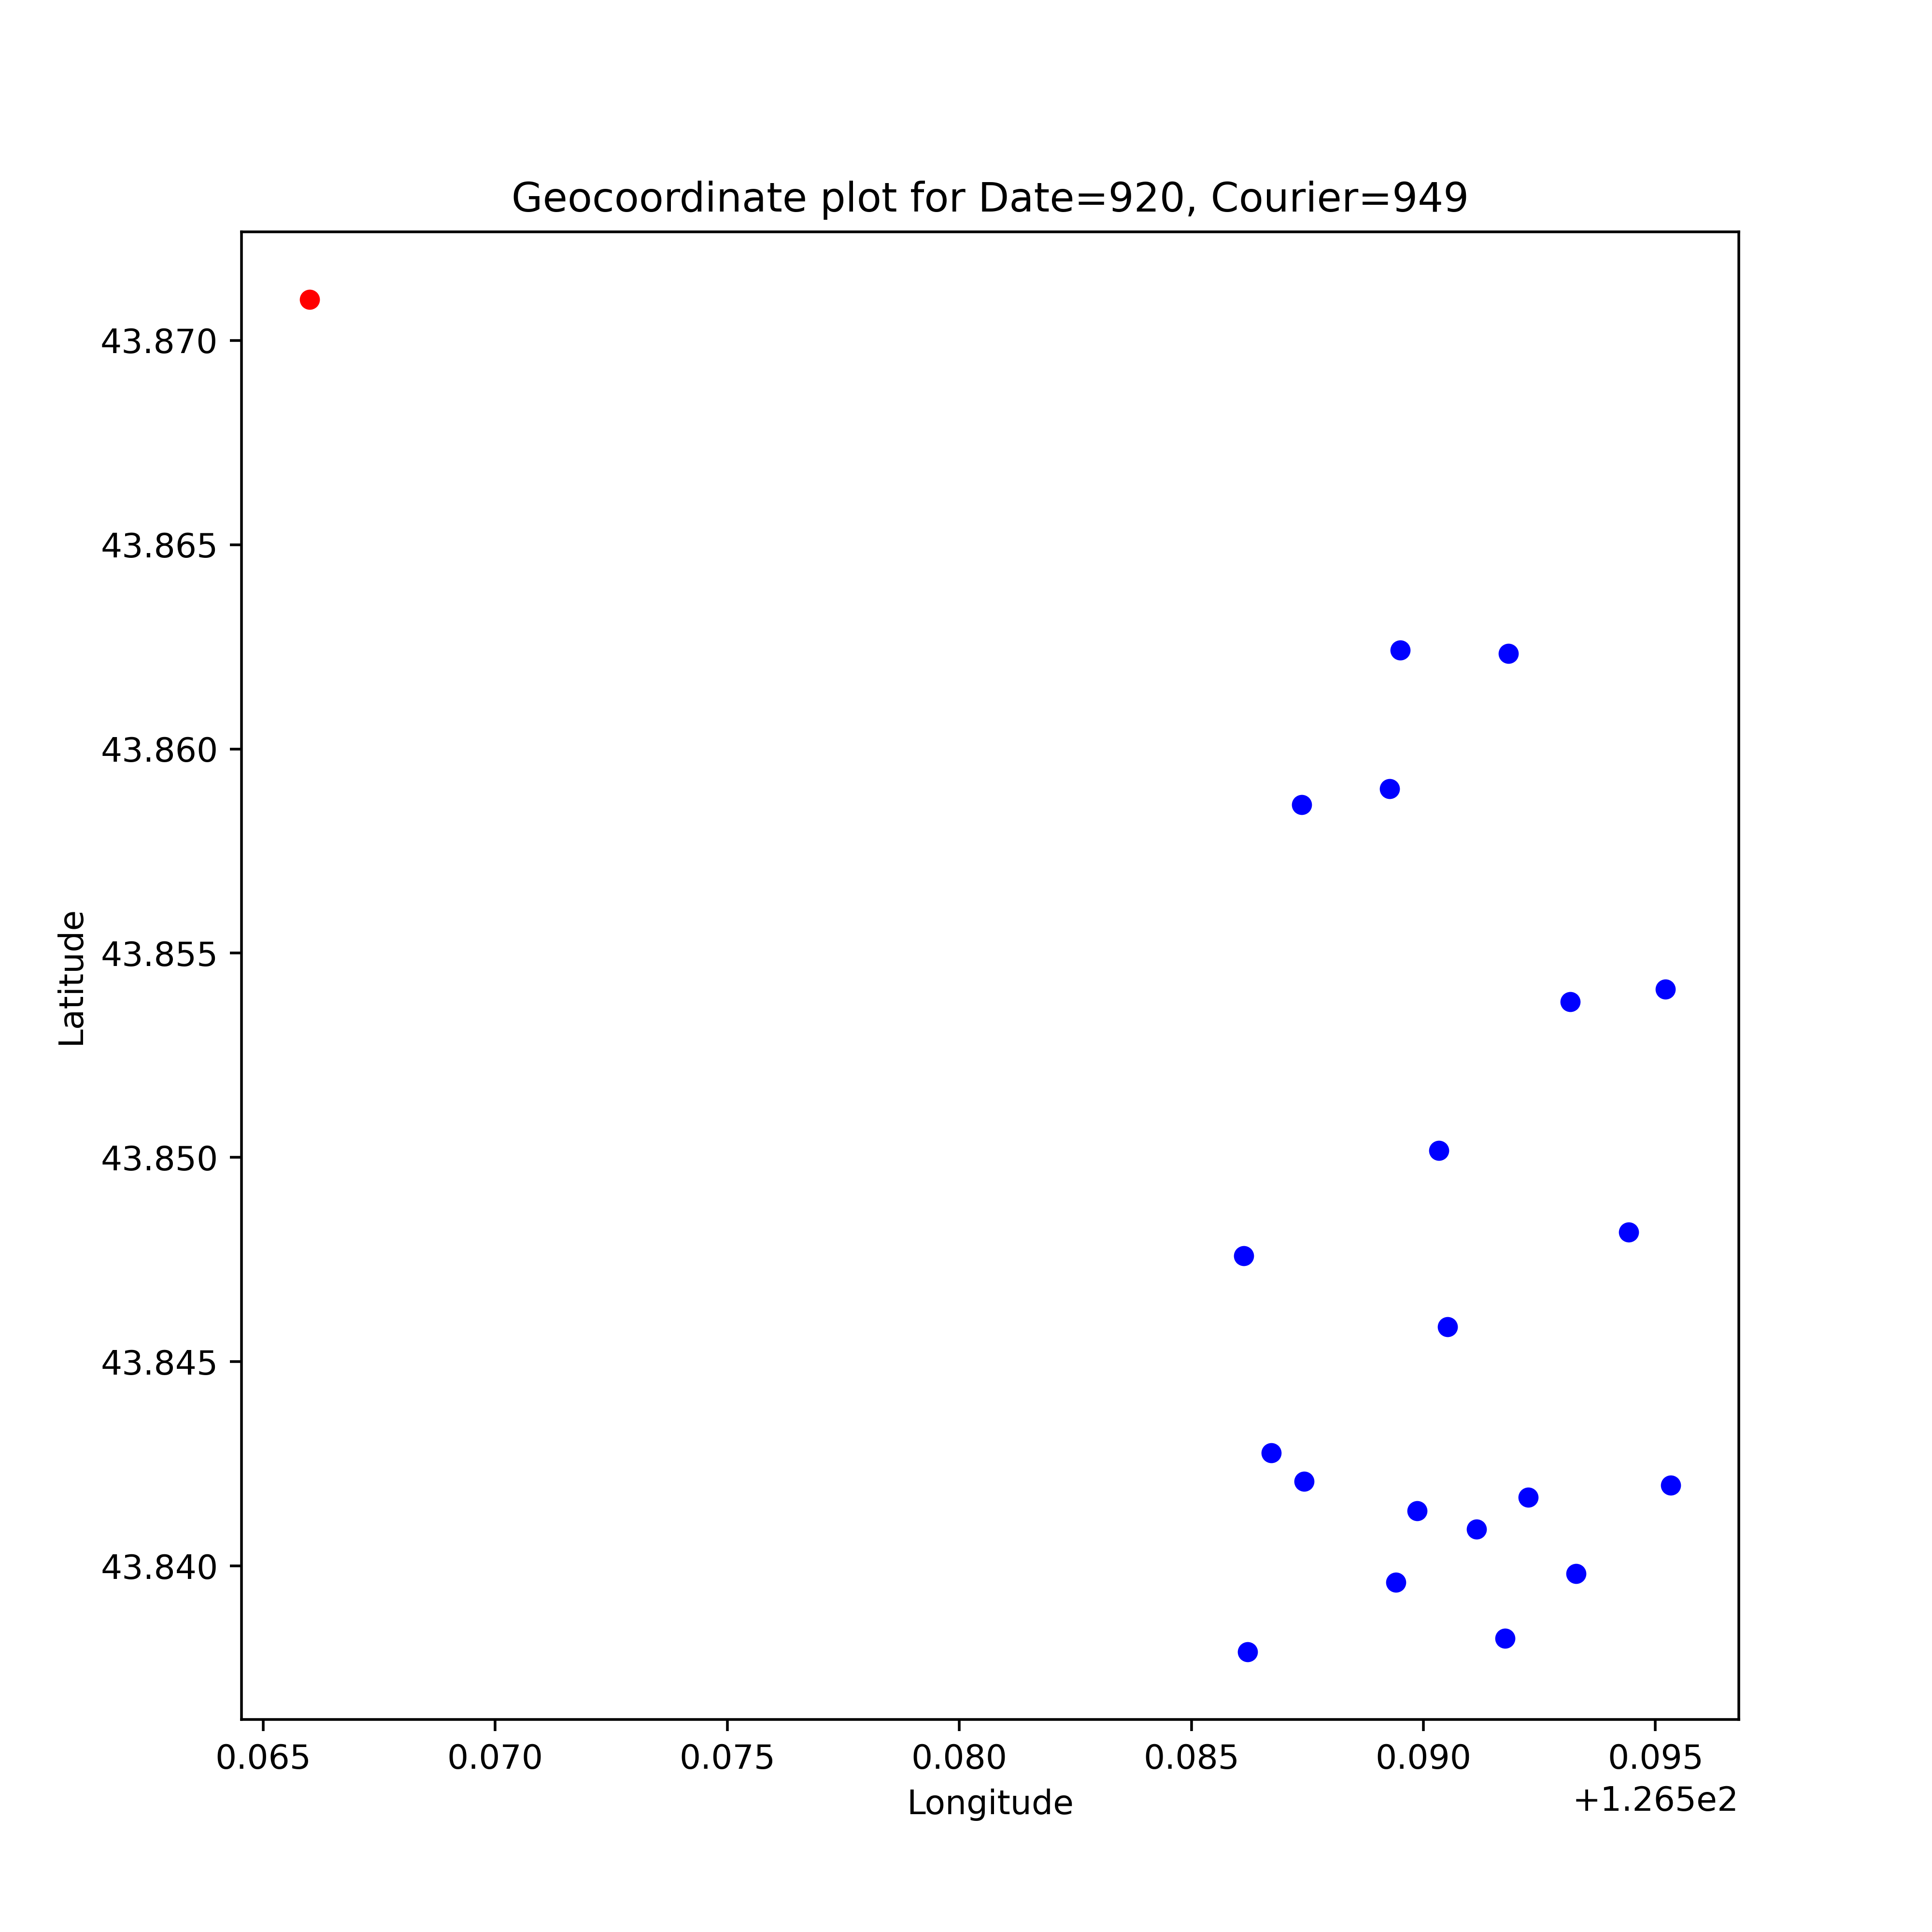 Geocoordinate plot for Date=920, Courier=949
43.870
43.865
43.860
43.855
43.850
43.845
43.840
Latitude
0.065 0.070 0.075 0.080 0.085 0.090 0.095
+1.265e2
Longitude